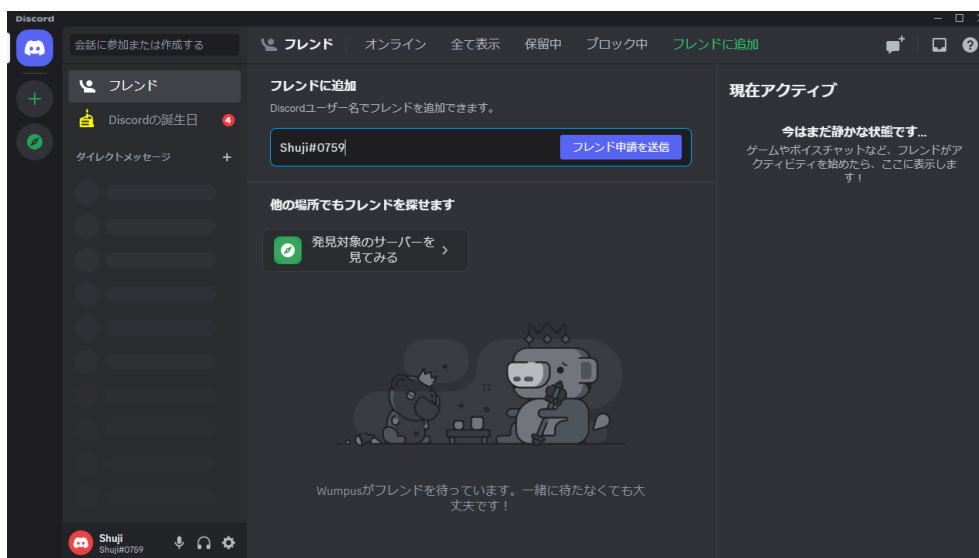 Discord
会話に参加または作成する
フレンド
Discordの誕生日
4
ダイレクトメッセージ
+
Shuji
Shuji#0759
フレンド
オンライン
全て表示
保留中
ブロック中
フレンドに追加
フレンドに追加
Discordユーザー名でフレンドを追加できます。
Shuji#0759
フレンド申請を送信
他の場所でもフレンドを探せます
発見対象のサーバーを
見てみる
Wumpusがフレンドを待っています。一緒に待たなくても大
丈夫です！
現在アクティブ
今はまだ静かな状態です...
ゲームやボイスチャットなど、フレンドがア
クティビティを始めたら、ここに表示しま
す！